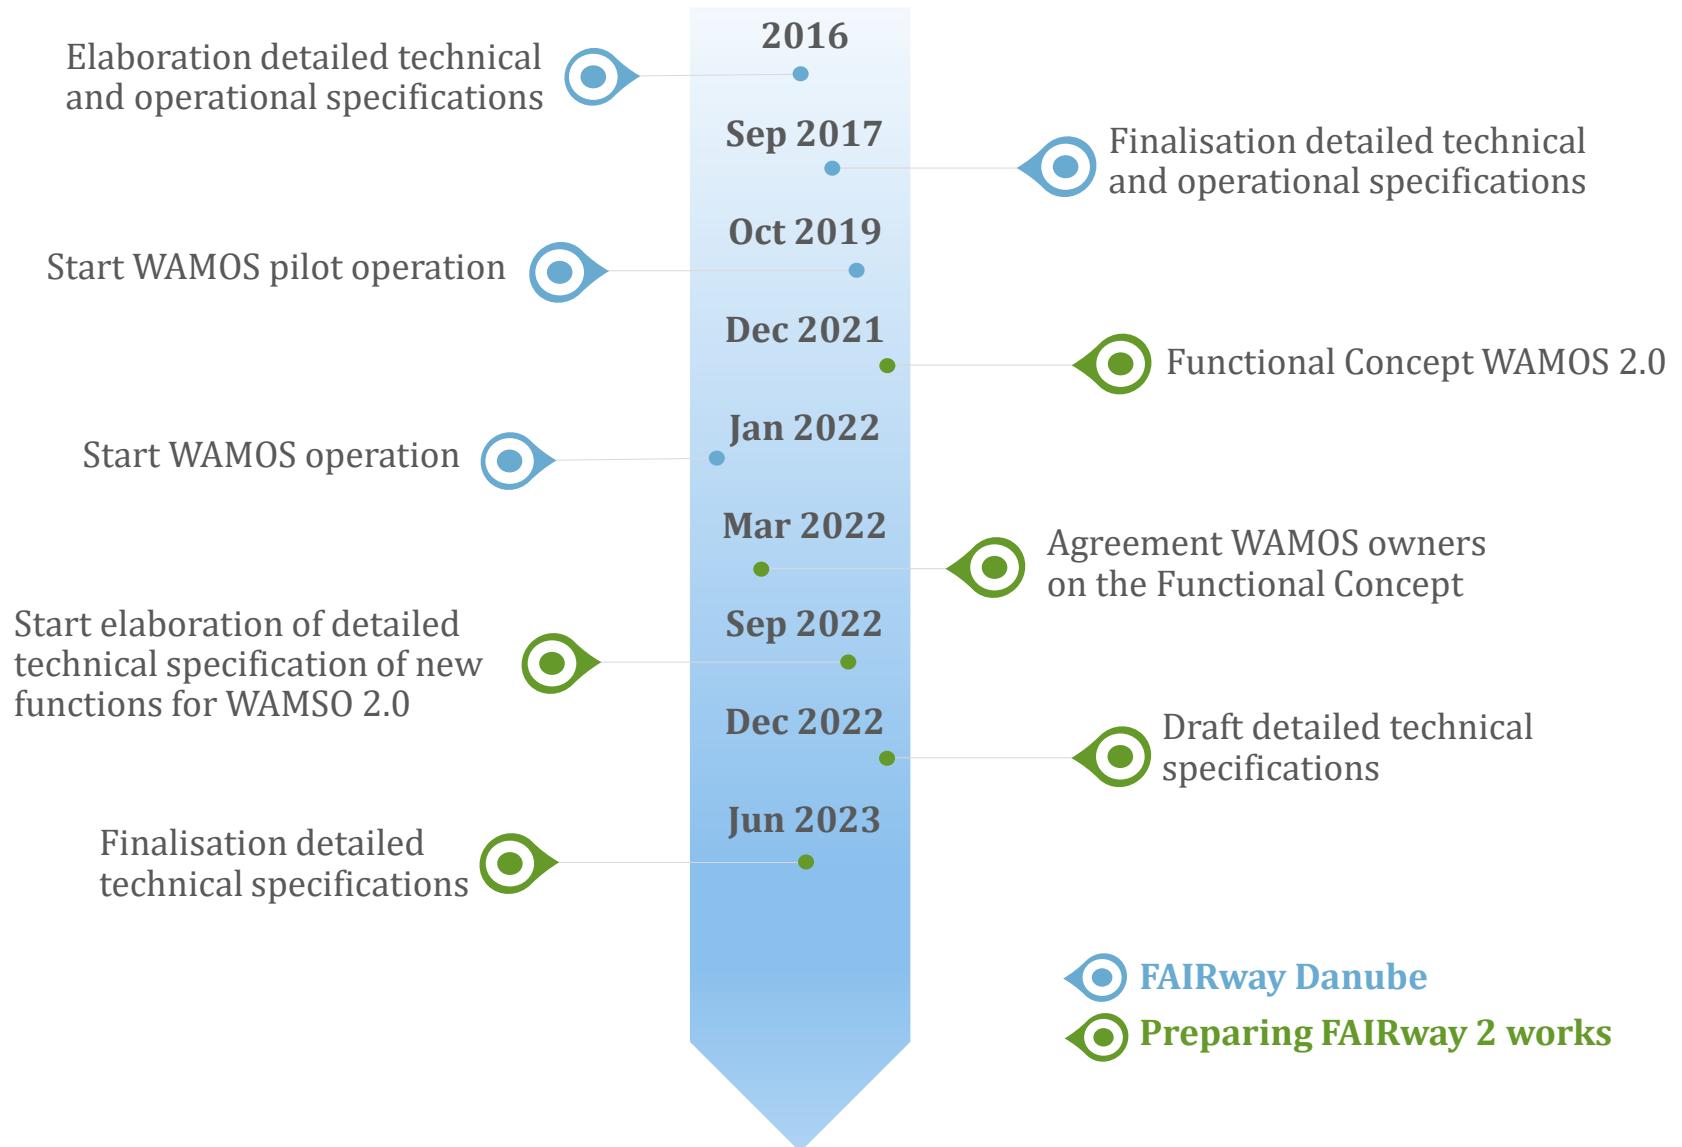 2016
Elaboration detailed technical
and operational specifications
Sep 2017
Finalisation detailed technical
and operational specifications
Oct 2019
Start WAMOS pilot operation
Dec 2021
Functional Concept WAMOS 2.0
Jan 2022
Start WAMOS operation
Mar 2022
Agreement WAMOS owners
on the Functional Concept
Sep 2022
Start elaboration of detailed
technical specification of new
functions for WAMSO 2.0
Dec 2022
Draft detailed technical
specifications
Jun 2023
Finalisation detailed
technical specifications
FAIRway Danube
Preparing FAIRway 2 works